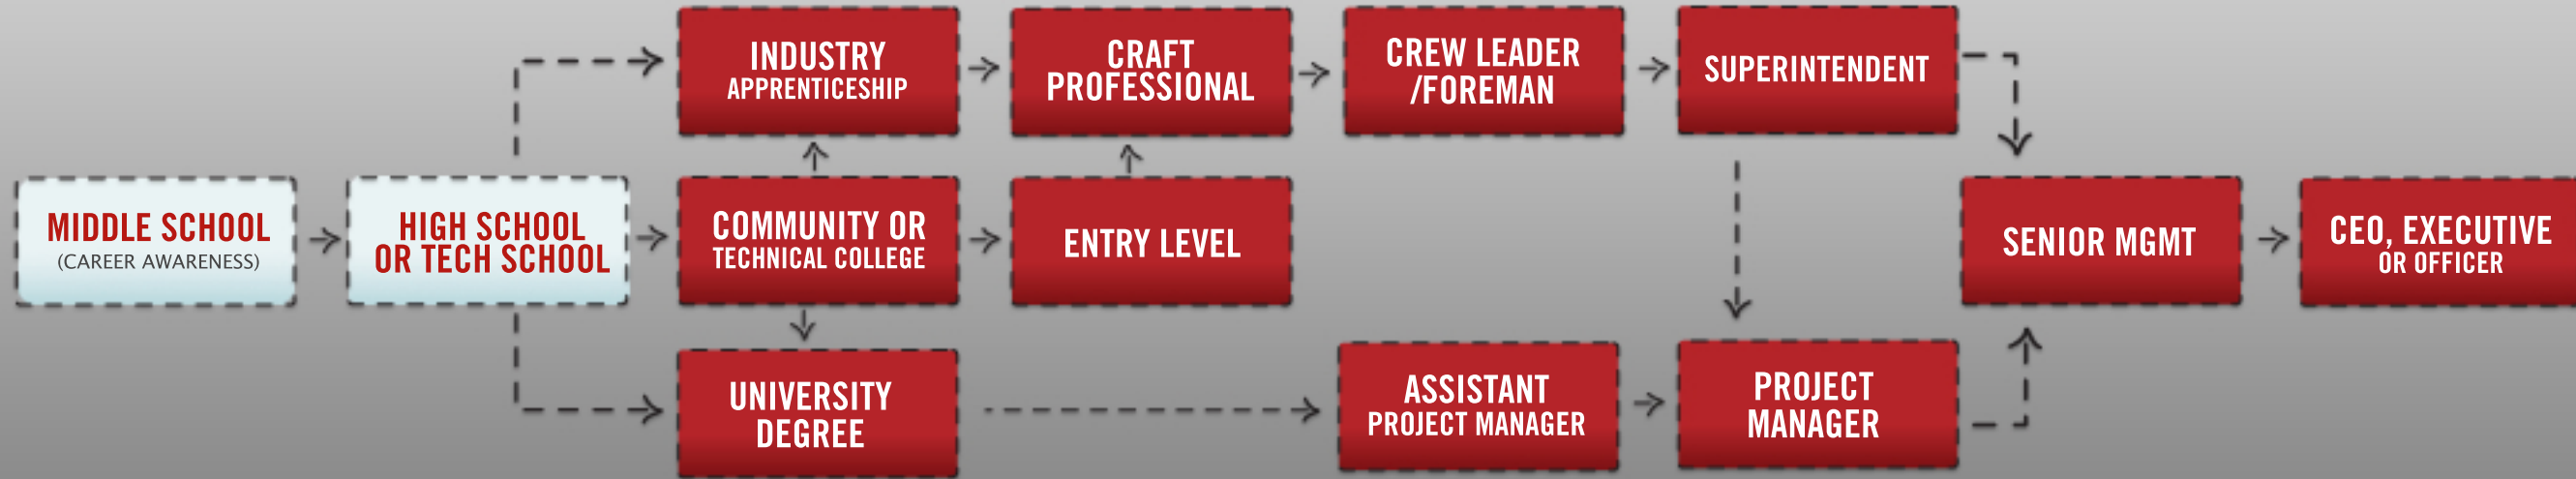 INDUSTRY
APPRENTICESHIP
CRAFT
PROFESSIONAL
CREW LEADER
/FOREMAN
SUPERINTENDENT
MIDDLE SCHOOL
(CAREER AWARENESS)
HIGH SCHOOL
OR TECH SCHOOL
COMMUNITY OR
TECHNICAL COLLEGE
ENTRY LEVEL
SENIOR MGMT
CEO, EXECUTIVE
OR OFFICER
UNIVERSITY
DEGREE
ASSISTANT
PROJECT MANAGER
PROJECT
MANAGER